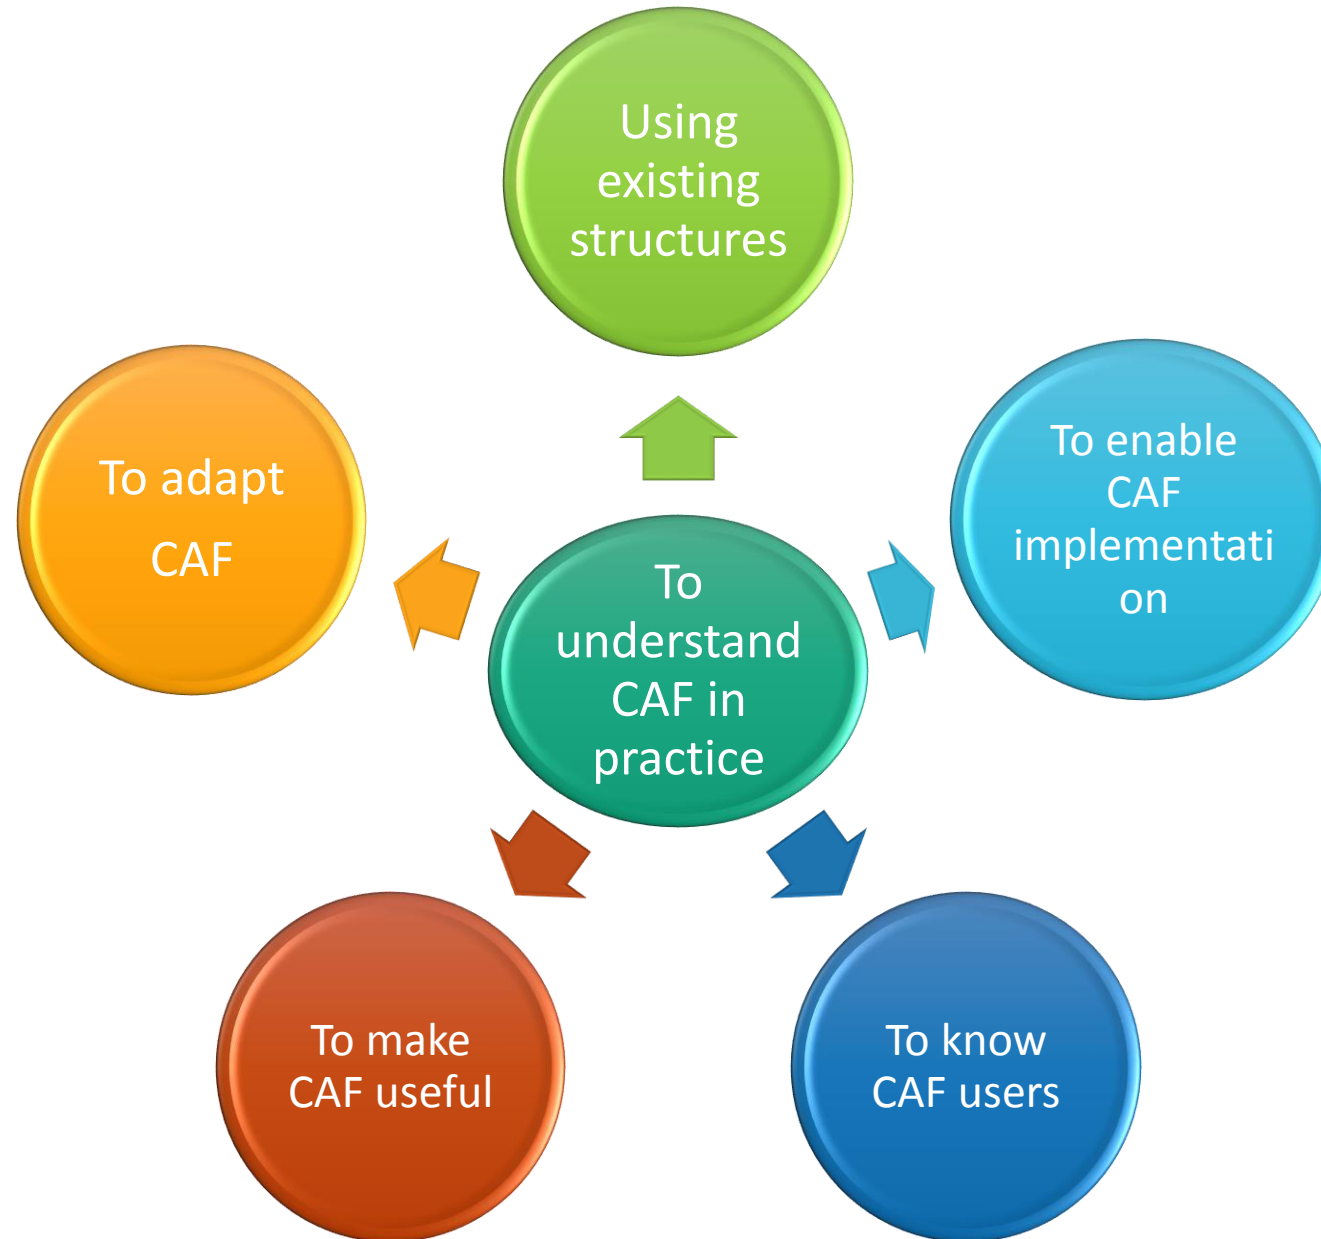 Using
existing
structures
To adapt
CAF
To enable
CAF
implementati
on
To
understand
CAF in
practice
To make
CAF useful
To know
CAF users